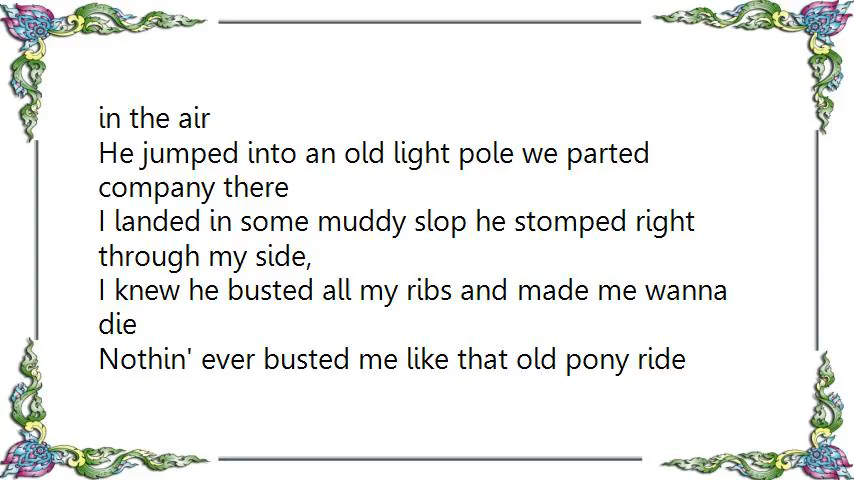 in the air
He jumped into an old light pole we parted
company there
I landed in some muddy slop he stomped right
through my side,
I knew he busted all my ribs and made me wanna
die
Nothin' ever busted me like that old pony ride